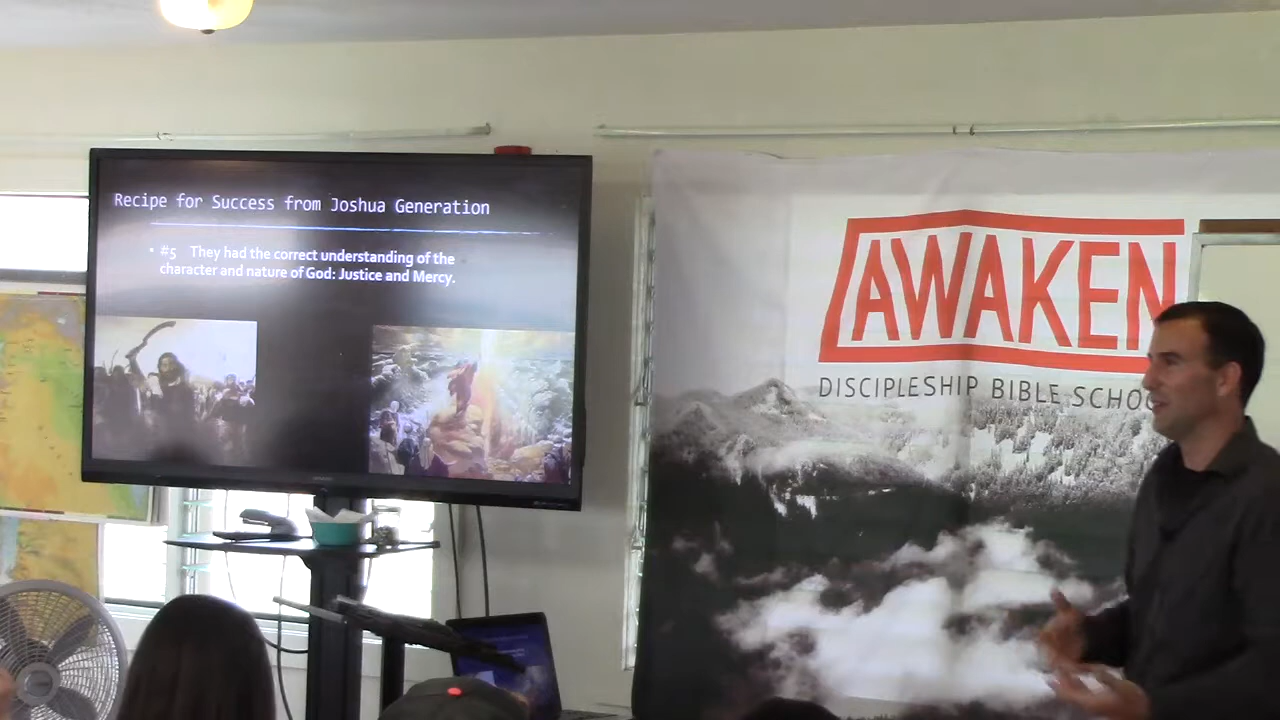 Recipe for Success from Joshua Generation
▪ #5 They had the correct understanding of the
character and nature of God: Justice and Mercy.
AWAKEN
DISCIPLESHIP BIBLE SCHO